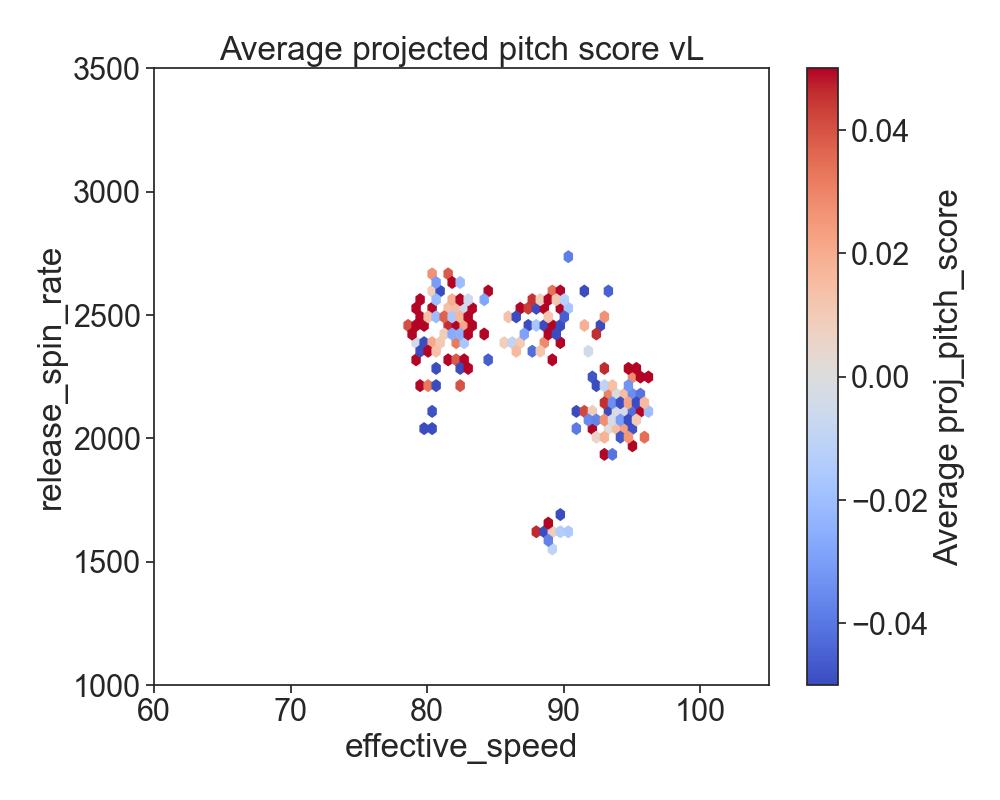 Average projected pitch score vL
3500
3000
2500
2000
1500
1000
release_spin_rate
60 70 80 90 100
effective_speed
0.04
0.02
0.00
−0.02
−0.04
Average proj_pitch_score